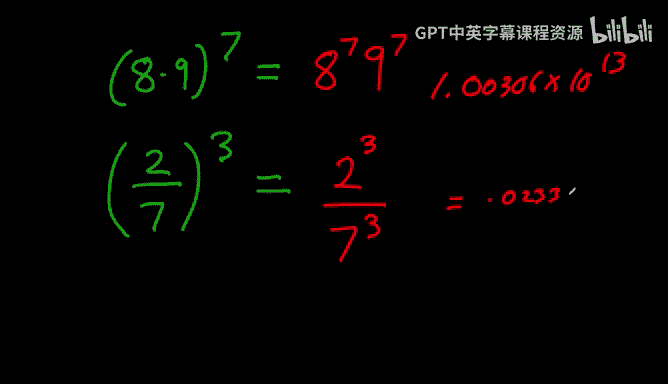 GPT中英字幕课程资源 bilibili
(8·9)^7 = 8^7 9^7 1.00306×10^13
(2/7)^3 = 2^3/7^3 = .0233